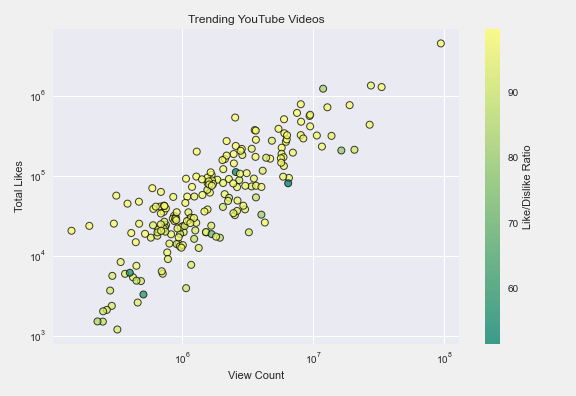 Trending YouTube Videos
Total Likes
10⁶
10⁵
10⁴
10³
10⁶
10⁷
10⁸
View Count
90
80
70
60
Like/Dislike Ratio